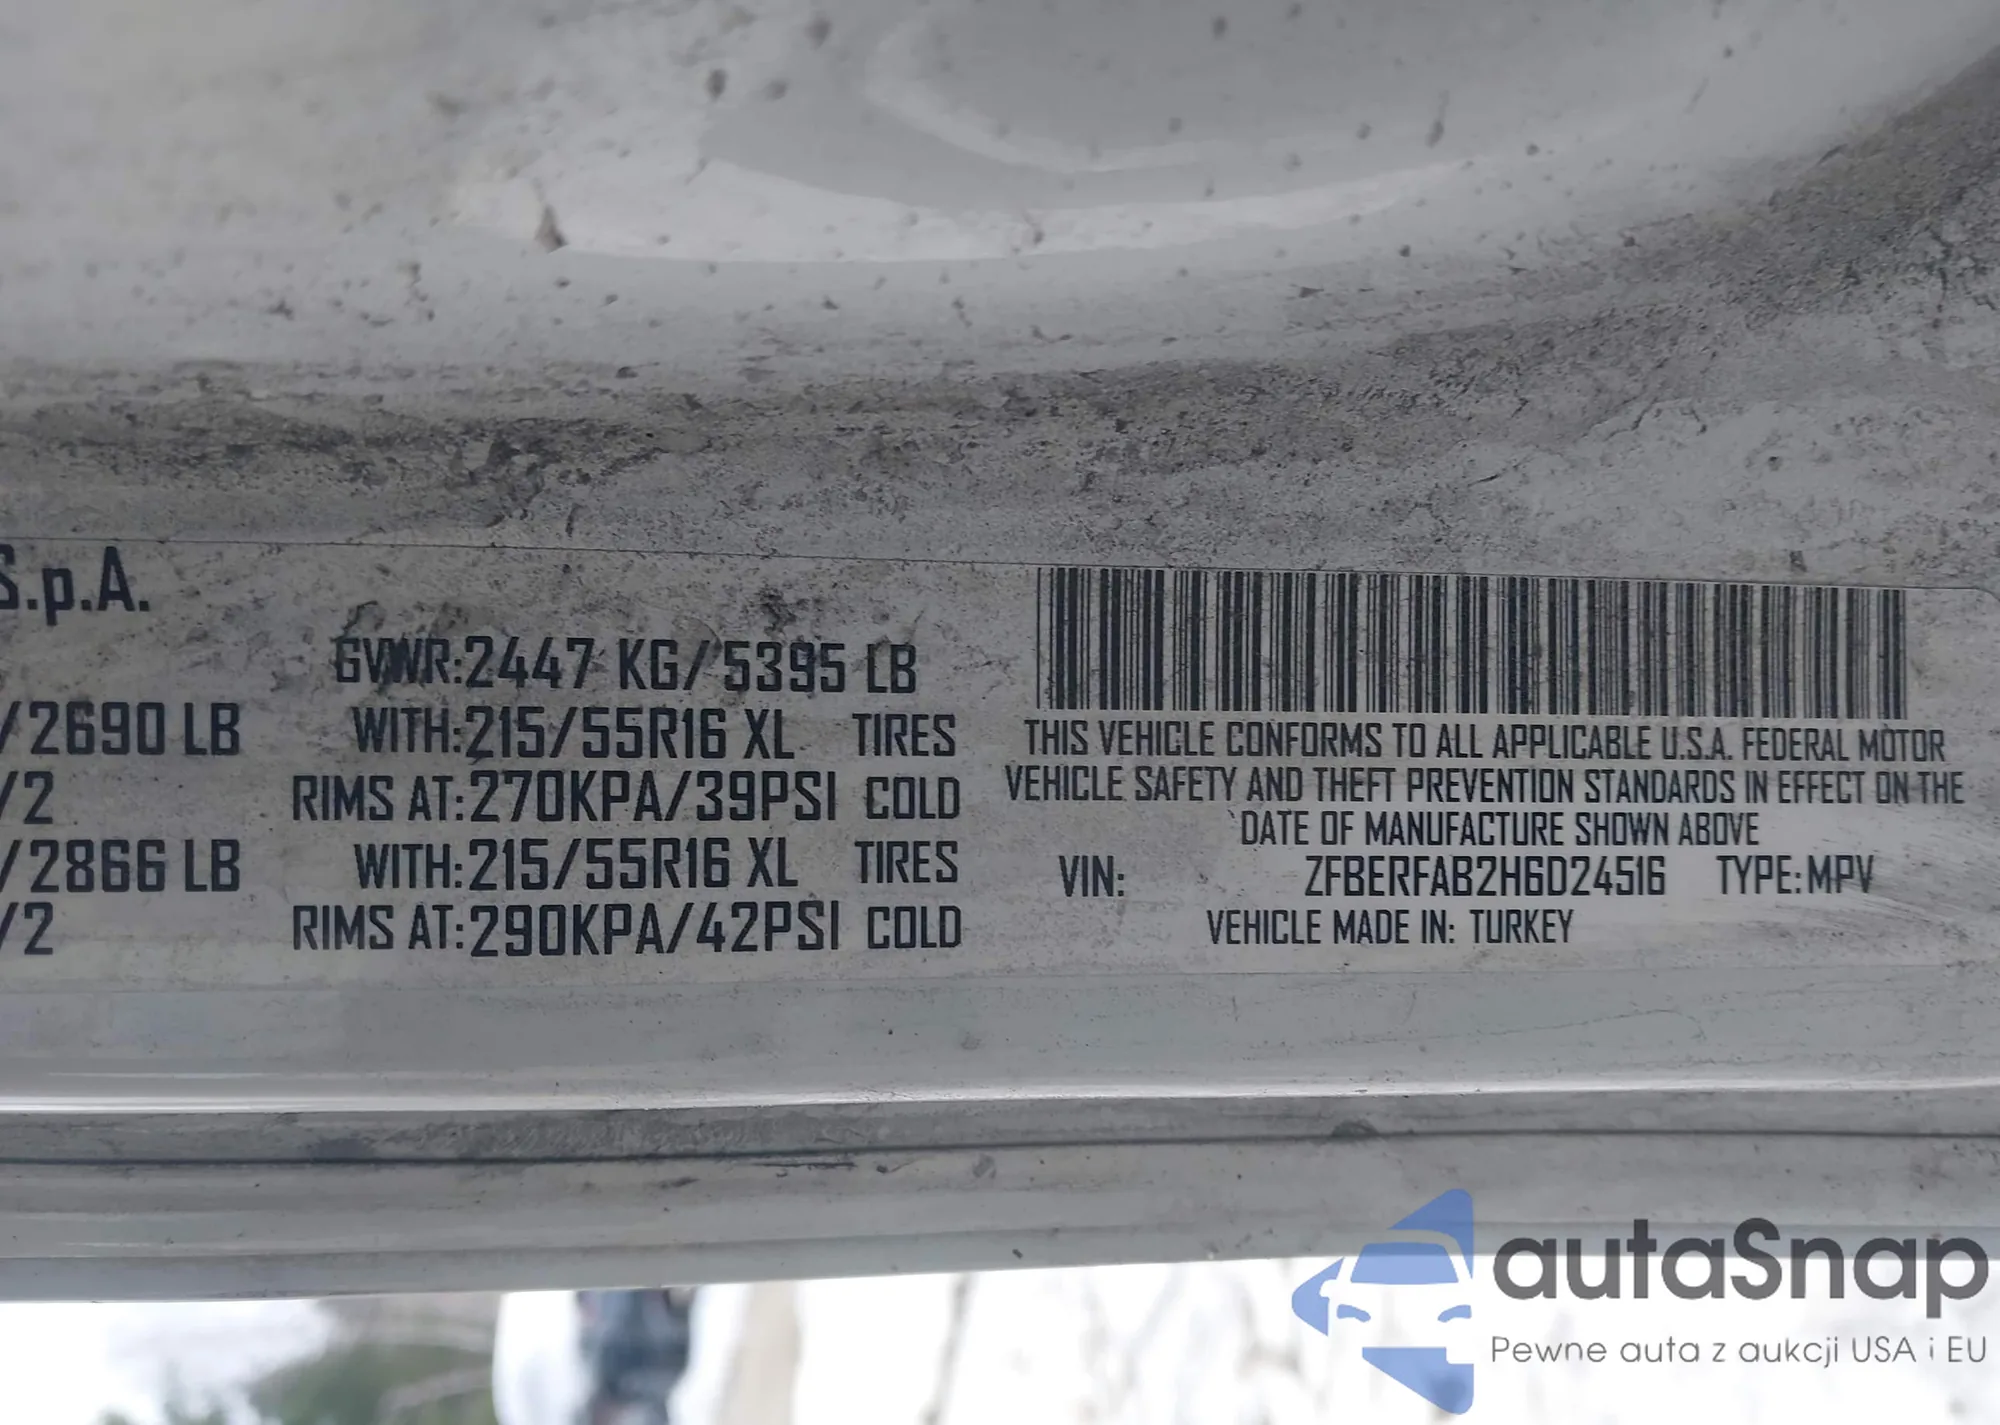 S.p.A.
GVWR:2447 KG/5395 LB
/2690 LB WITH:215/55R16 XL TIRES
/2 RIMS AT:270KPA/39PSI COLD
/2866 LB WITH:215/55R16 XL TIRES
/2 RIMS AT:290KPA/42PSI COLD
THIS VEHICLE CONFORMS TO ALL APPLICABLE U.S.A. FEDERAL MOTOR
VEHICLE SAFETY AND THEFT PREVENTION STANDARDS IN EFFECT ON THE
DATE OF MANUFACTURE SHOWN ABOVE
VIN: ZFBERFAB2H6D24516 TYPE:MPV
VEHICLE MADE IN: TURKEY
autaSnap
Pewne auta z aukcji USA i EU